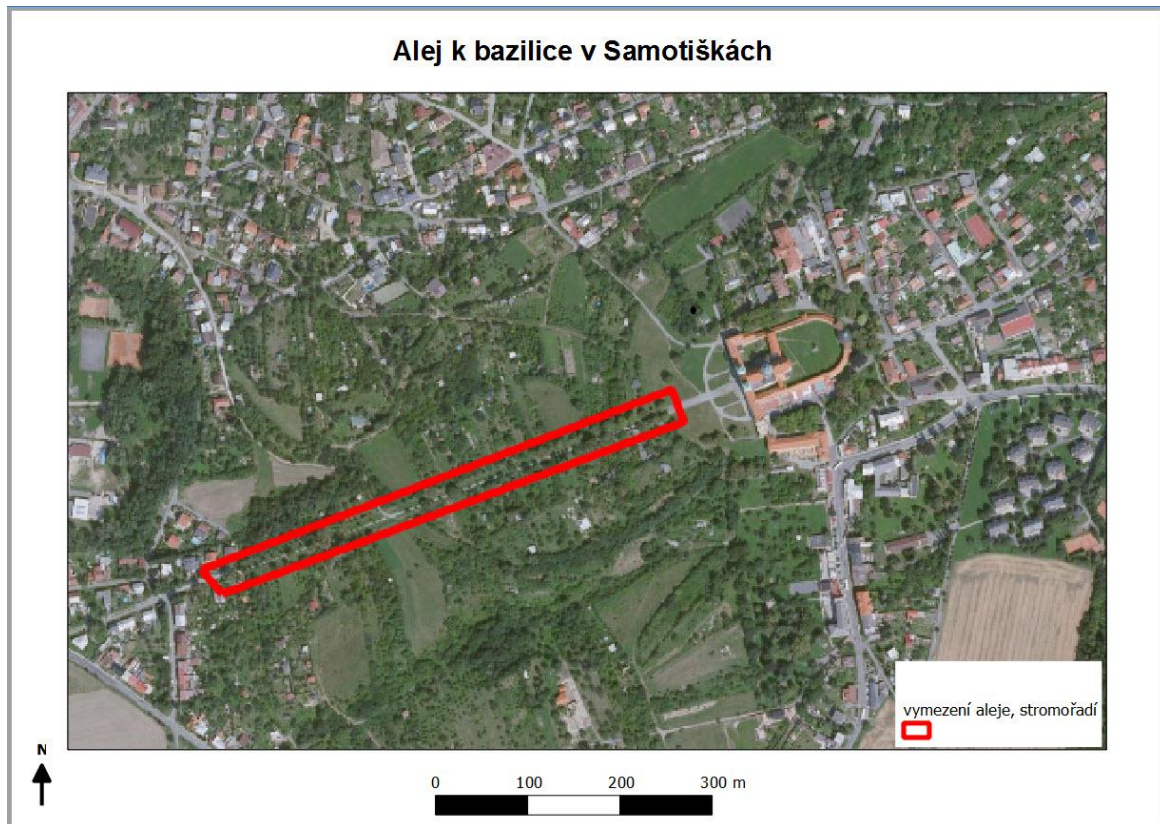 Alej k bazilice v Samotiškách
vymezení aleje, stromořadí
N
0 100 200 300 m